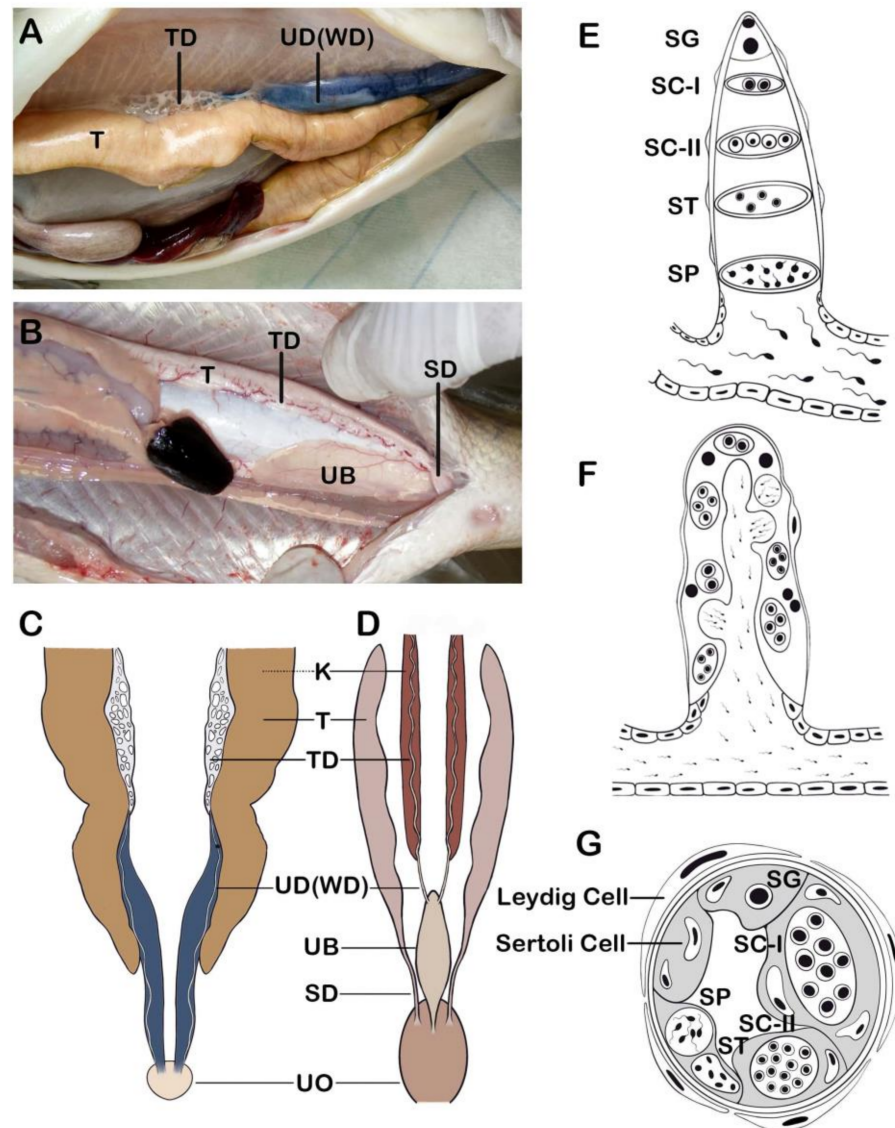 A
TD
UD(WD)
T
B
TD
T
SD
UB
C
D
K
T
TD
UD(WD)
UB
SD
UO
E
SG
SC-I
SC-II
ST
SP
F
G
Leydig Cell
SG
Sertoli Cell
SC-I
SP
SC-II
ST